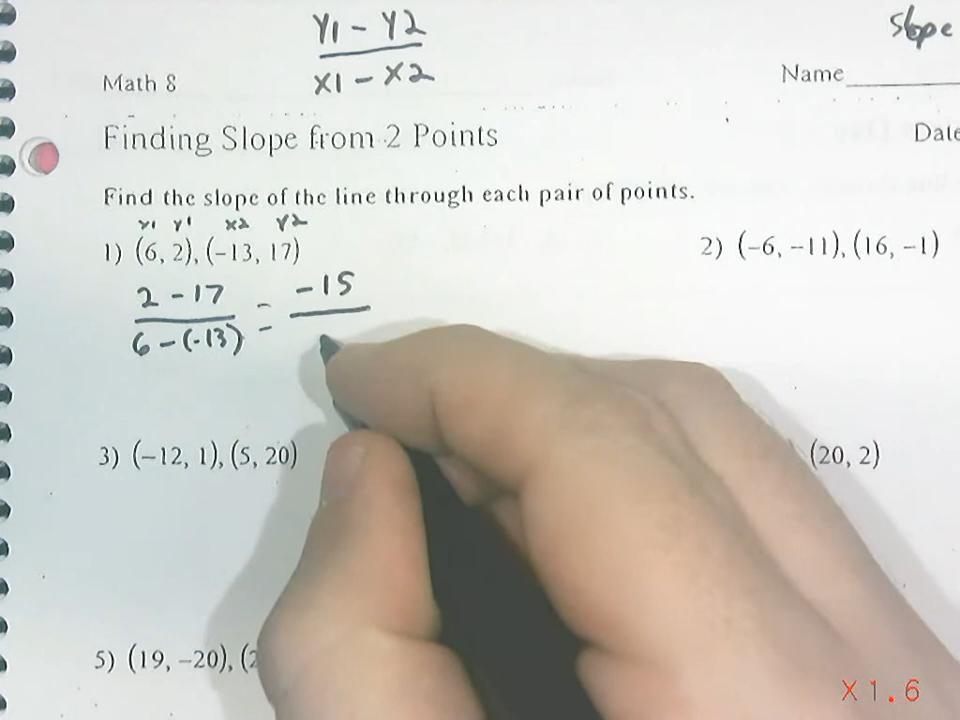 Y1 - Y2
X1 - X2
Slope
Math 8
Name
Finding Slope from 2 Points
Date
Find the slope of the line through each pair of points.
Y1 X2 Y2
1) (6, 2), (−13, 17)
2) (−6, −11), (16, −1)
2 - 17 = -15
6 - (-13)
3) (−12, 1), (5, 20)
(20, 2)
5) (19, −20), (2
X1.6